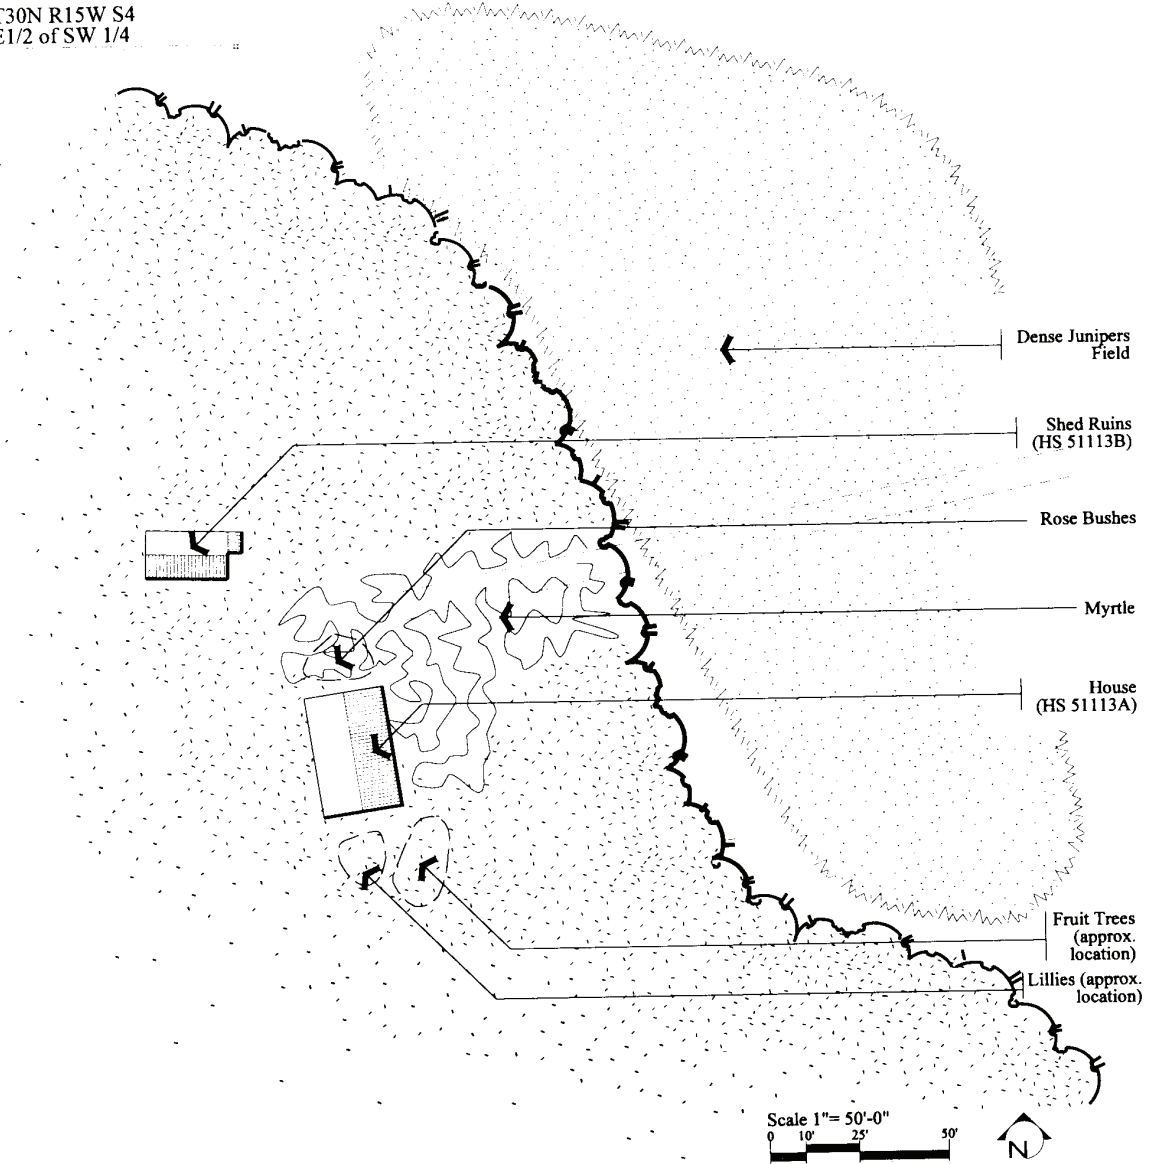 T30N R15W S4
E1/2 of SW 1/4
Dense Junipers
Field
Shed Ruins
(HS 51113B)
Rose Bushes
Myrtle
House
(HS 51113A)
Fruit Trees
(approx.
location)
Lillies (approx.
location)
Scale 1"= 50'-0"
0 10' 25' 50'
N